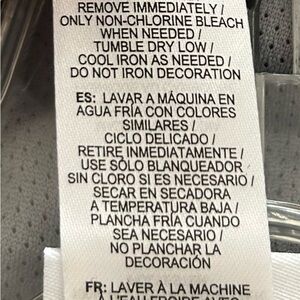 REMOVE IMMEDIATELY /
ONLY NON-CHLORINE BLEACH
WHEN NEEDED /
TUMBLE DRY LOW /
COOL IRON AS NEEDED /
DO NOT IRON DECORATION
ES: LAVAR A MÁQUINA EN
AGUA FRÍA CON COLORES
SIMILARES /
CICLO DELICADO /
RETIRE INMEDIATAMENTE /
USE SÓLO BLANQUEADOR
SIN CLORO SI ES NECESARIO /
SECAR EN SECADORA
A TEMPERATURA BAJA /
PLANCHA FRÍA CUANDO
SEA NECESARIO /
NO PLANCHAR LA
DECORACIÓN
FR: LAVER À LA MACHINE
À L'EAU FROIDE AVEC